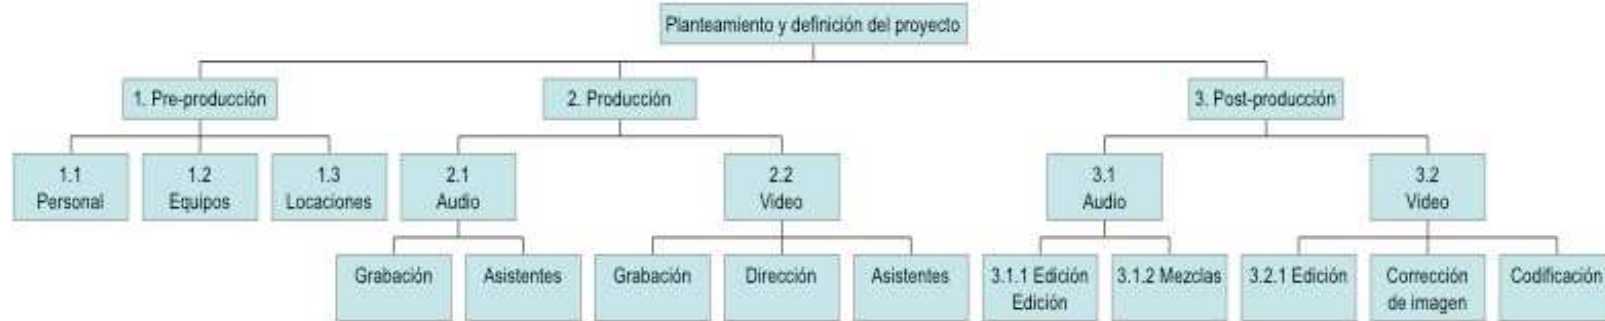 Planteamiento y definición del proyecto
1. Pre-producción
2. Producción
3. Post-producción
1.1
Personal
1.2
Equipos
1.3
Locaciones
2.1
Audio
2.2
Video
3.1
Audio
3.2
Video
Grabación
Asistentes
Grabación
Dirección
Asistentes
3.1.1 Edición
Edición
3.1.2 Mezclas
3.2.1 Edición
Corrección
de imagen
Codificación